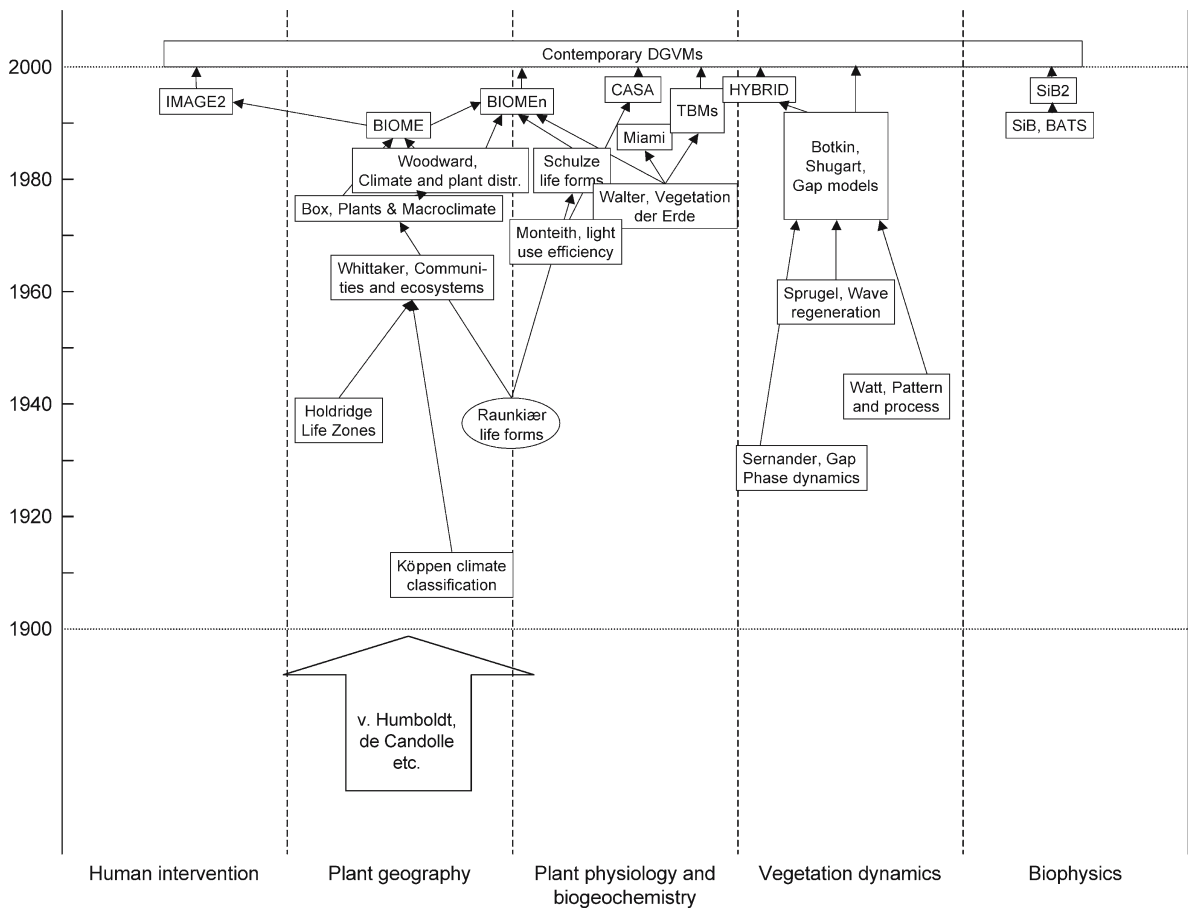 Contemporary DGVMs
2000
IMAGE2
BIOMEn
CASA
HYBRID
SiB2
TBMs
BIOME
SiB, BATS
Miami
Woodward,
Climate and plant distr.
Schulze
life forms
Botkin,
Shugart,
Gap models
1980
Walter, Vegetation
der Erde
Box, Plants & Macroclimate
Monteith, light
use efficiency
Whittaker, Communi-
ties and ecosystems
1960
Sprugel, Wave
regeneration
Watt, Pattern
and process
1940
Holdridge
Life Zones
Raunkiær
life forms
Sernander, Gap
Phase dynamics
1920
Köppen climate
classification
1900
v. Humboldt,
de Candolle
etc.
Human intervention
Plant geography
Plant physiology and
biogeochemistry
Vegetation dynamics
Biophysics